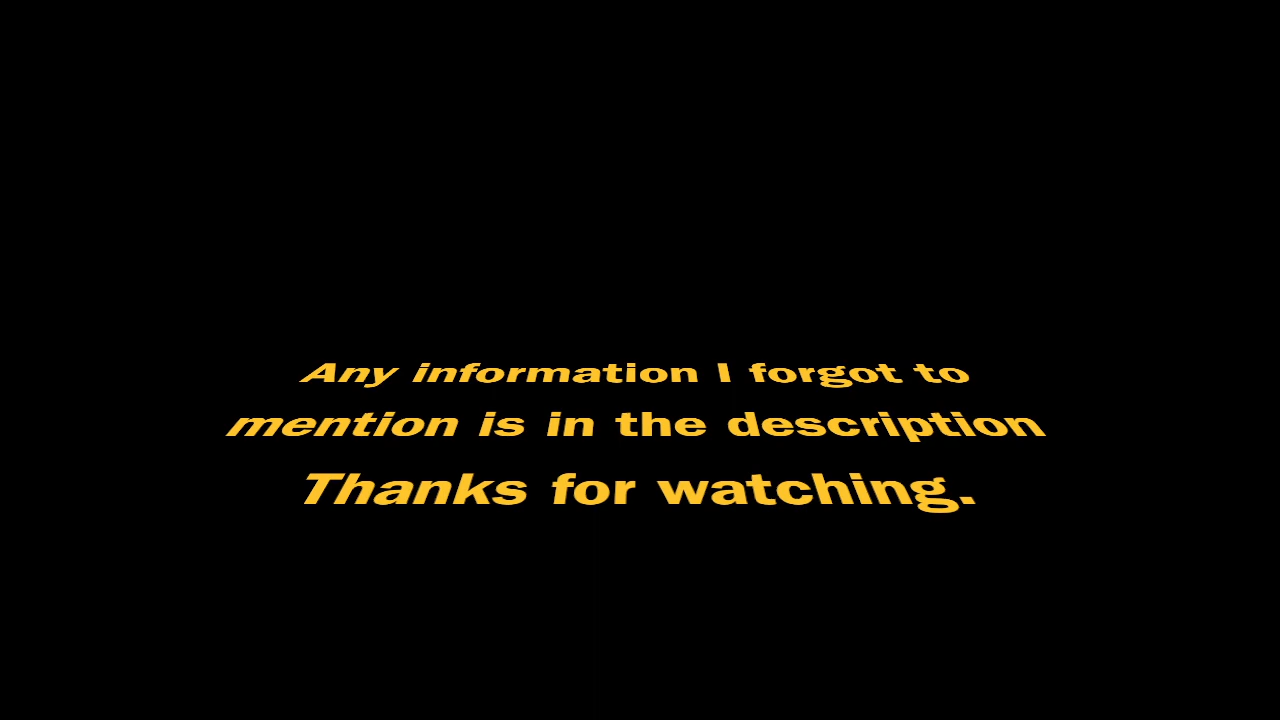 Any information I forgot to
mention is in the description
Thanks for watching.